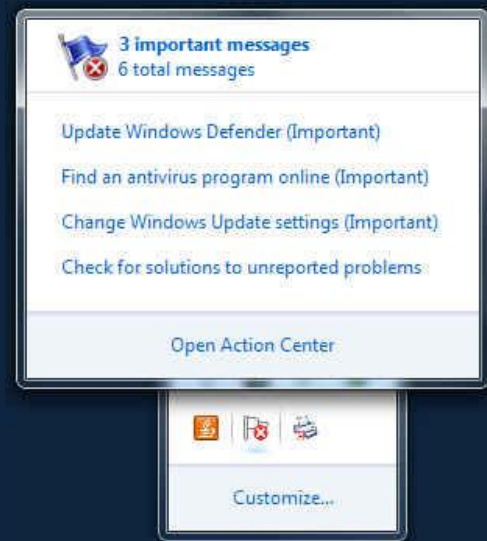 3 important messages
6 total messages
Update Windows Defender (Important)
Find an antivirus program online (Important)
Change Windows Update settings (Important)
Check for solutions to unreported problems
Open Action Center
Customize...